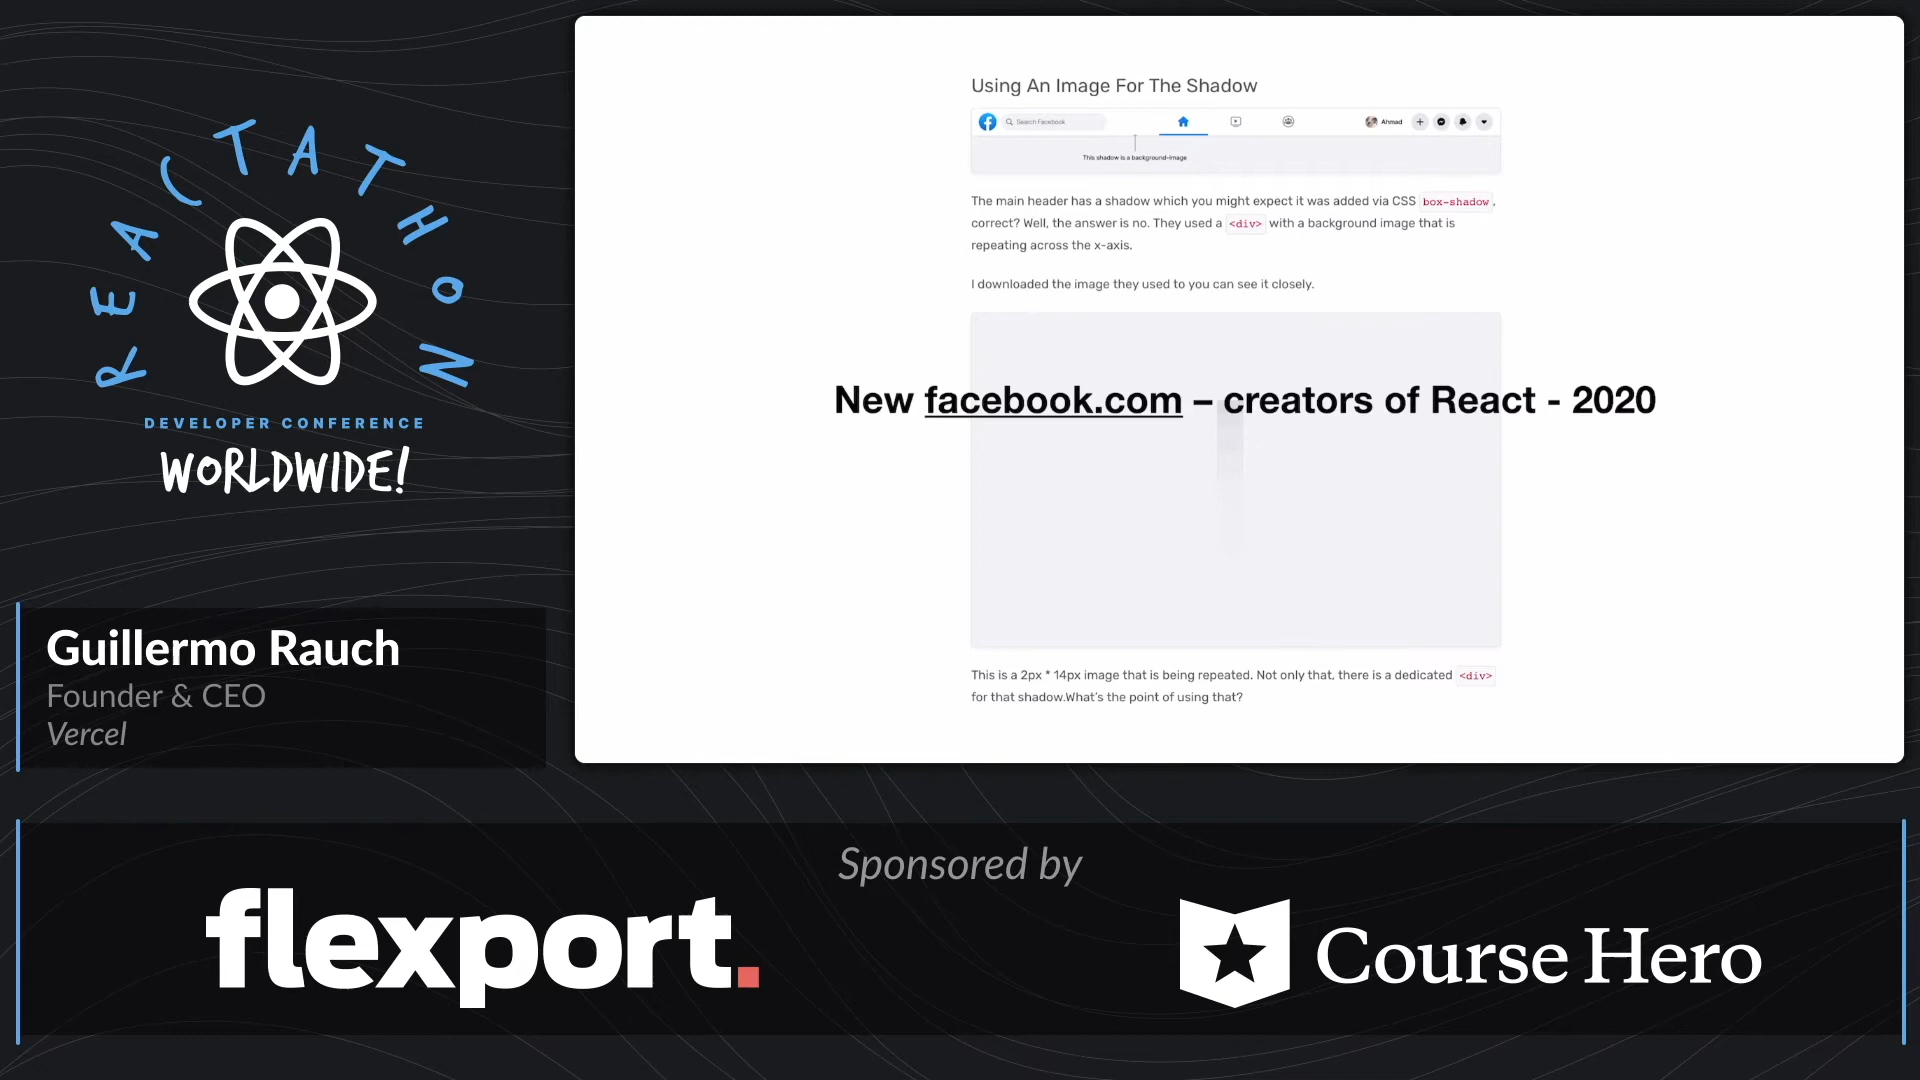 REACTATHON
DEVELOPER CONFERENCE
WORLDWIDE!
Guillermo Rauch
Founder & CEO
Vercel
Using An Image For The Shadow
Search Facebook
Ahmad
This shadow is a background-image
The main header has a shadow which you might expect it was added via CSS box-shadow,
correct? Well, the answer is no. They used a <div> with a background image that is
repeating across the x-axis.
I downloaded the image they used to you can see it closely.
New facebook.com – creators of React - 2020
This is a 2px * 14px image that is being repeated. Not only that, there is a dedicated <div>
for that shadow.What's the point of using that?
Sponsored by
flexport.
Course Hero